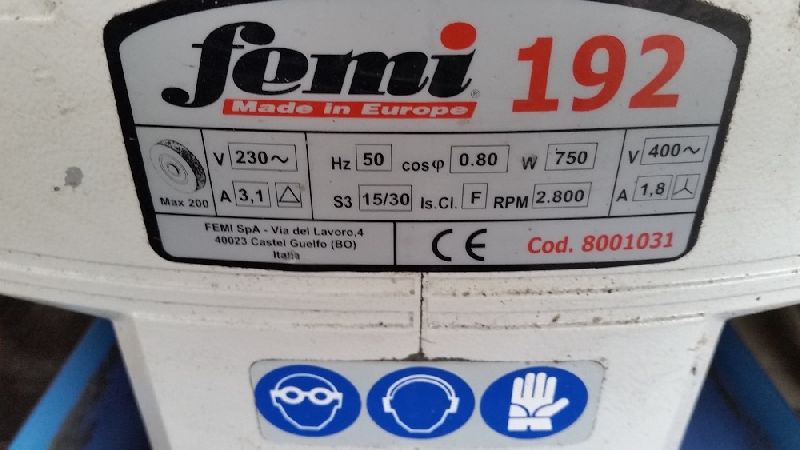 femi® 192
Made in Europe
V 230~ Hz 50 cosφ 0.80 W 750 V 400~
Max 200 A 3,1 S3 15/30 Is.Cl. F RPM 2.800 A 1,8
FEMI SpA - Via del Lavoro,4
40023 Castel Guelfo (BO)
Italia
CE Cod. 8001031